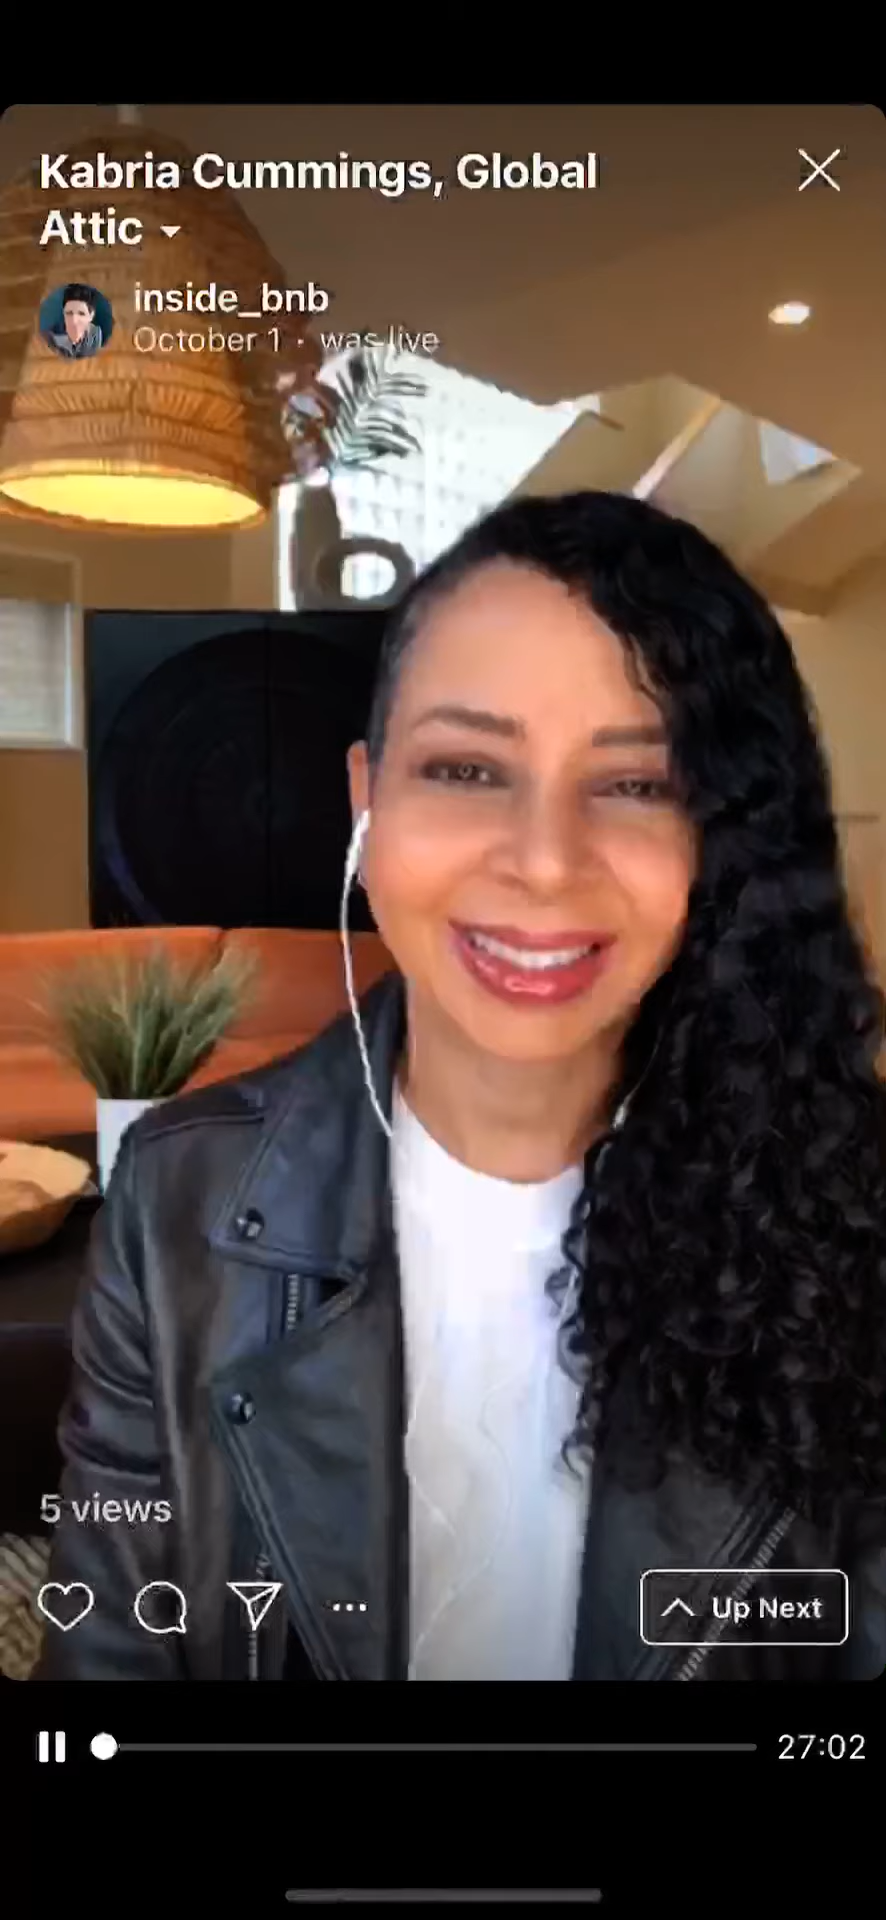 Kabria Cummings, Global
Attic
inside_bnb
October 1 · was live
5 views
Up Next
27:02